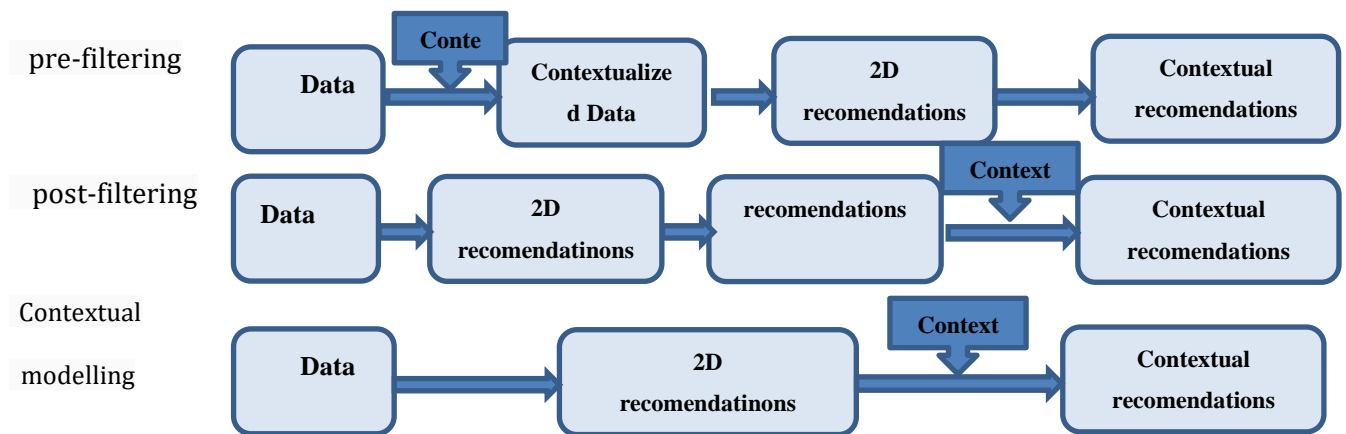 pre-filtering
Conte
Data
Contextualize
d Data
2D
recomendations
Contextual
recomendations
post-filtering
Data
2D
recomendatinons
recomendations
Context
Contextual
recomendations
Contextual
modelling
Data
2D
recomendatinons
Context
Contextual
recomendations